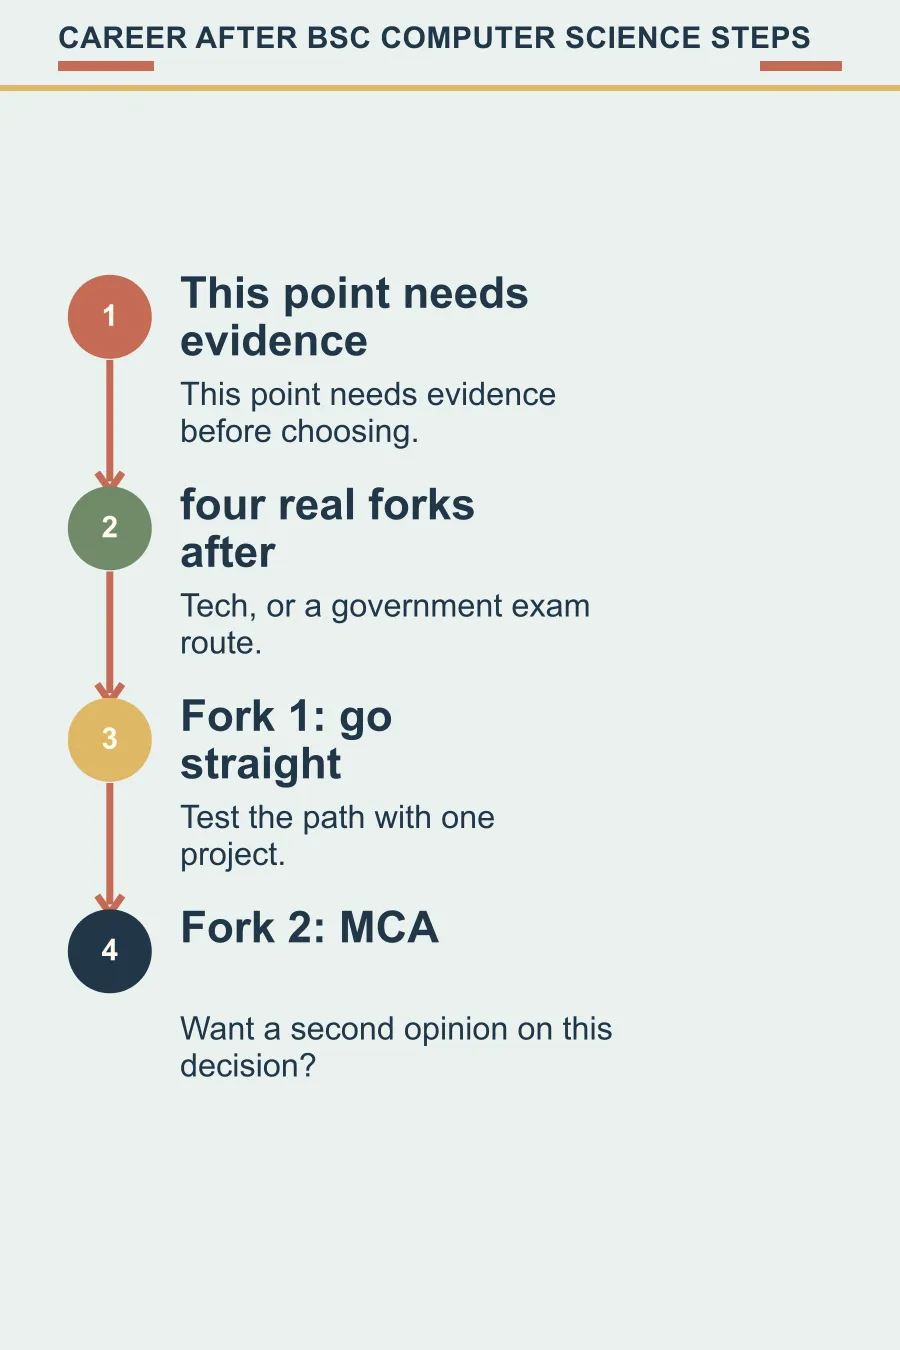 CAREER AFTER BSC COMPUTER SCIENCE STEPS
1
This point needs
evidence
This point needs evidence
before choosing.
2
four real forks
after
Tech, or a government exam
route.
3
Fork 1: go
straight
Test the path with one
project.
4
Fork 2: MCA
Want a second opinion on this
decision?